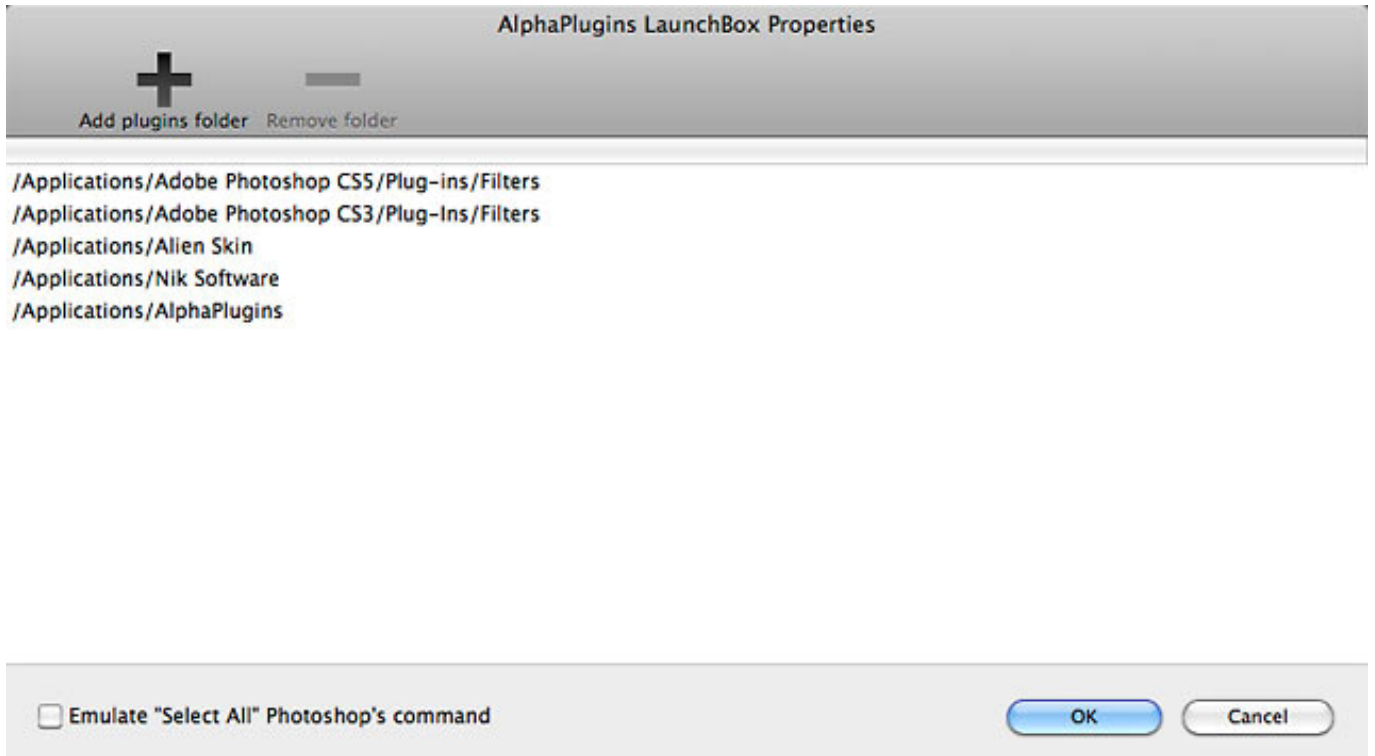 AlphaPlugins LaunchBox Properties
Add plugins folder Remove folder
/Applications/Adobe Photoshop CS5/Plug-ins/Filters
/Applications/Adobe Photoshop CS3/Plug-Ins/Filters
/Applications/Alien Skin
/Applications/Nik Software
/Applications/AlphaPlugins
Emulate "Select All" Photoshop's command OK Cancel